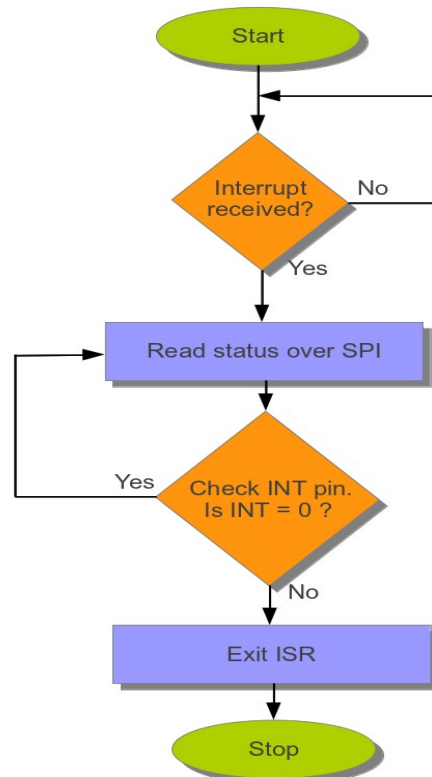 Start
Interrupt
received?
No
Yes
Read status over SPI
Yes
Check INT pin.
Is INT = 0 ?
No
Exit ISR
Stop